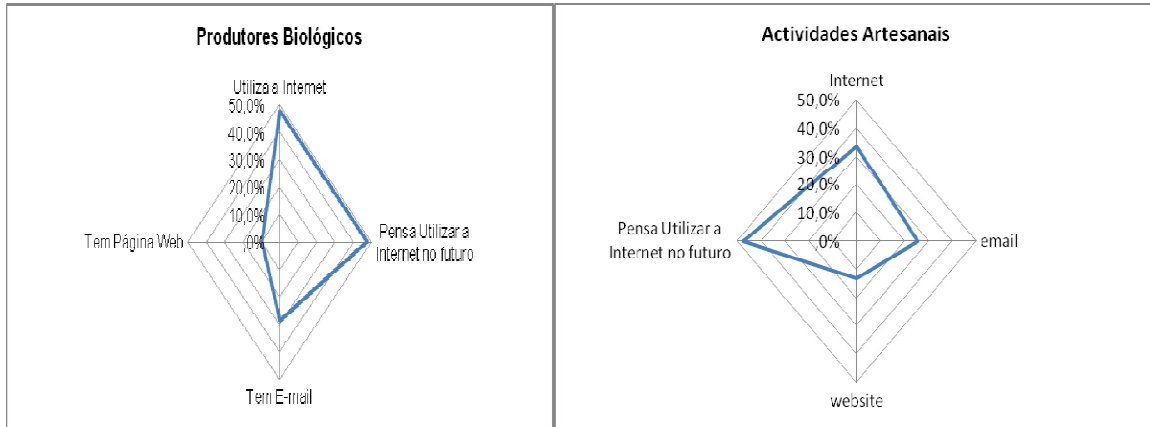 Produtores Biológicos
Utiliza a Internet
50,0%
40,0%
30,0%
20,0%
10,0%
0%
Tem Página Web
Pensa Utilizar a
Internet no futuro
Tem E-mail
Actividades Artesanais
Internet
50,0%
40,0%
30,0%
20,0%
10,0%
0%
Pensa Utilizar a
Internet no futuro
email
website